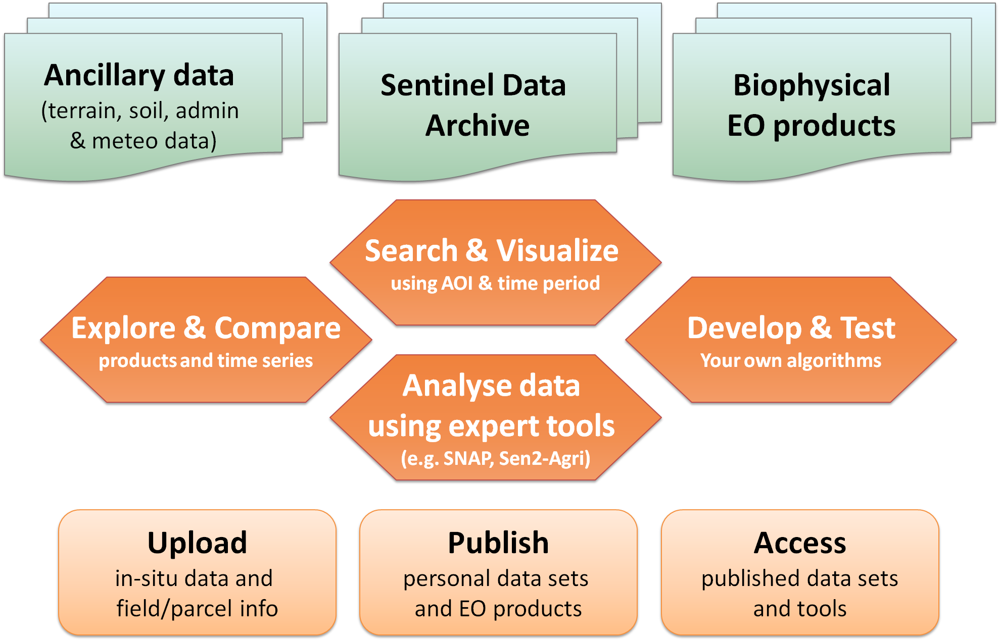 Ancillary data
(terrain, soil, admin
& meteo data)
Sentinel Data
Archive
Biophysical
EO products
Search & Visualize
using AOI & time period
Explore & Compare
products and time series
Develop & Test
Your own algorithms
Analyse data
using expert tools
(e.g. SNAP, Sen2-Agri)
Upload
in-situ data and
field/parcel info
Publish
personal data sets
and EO products
Access
published data sets
and tools